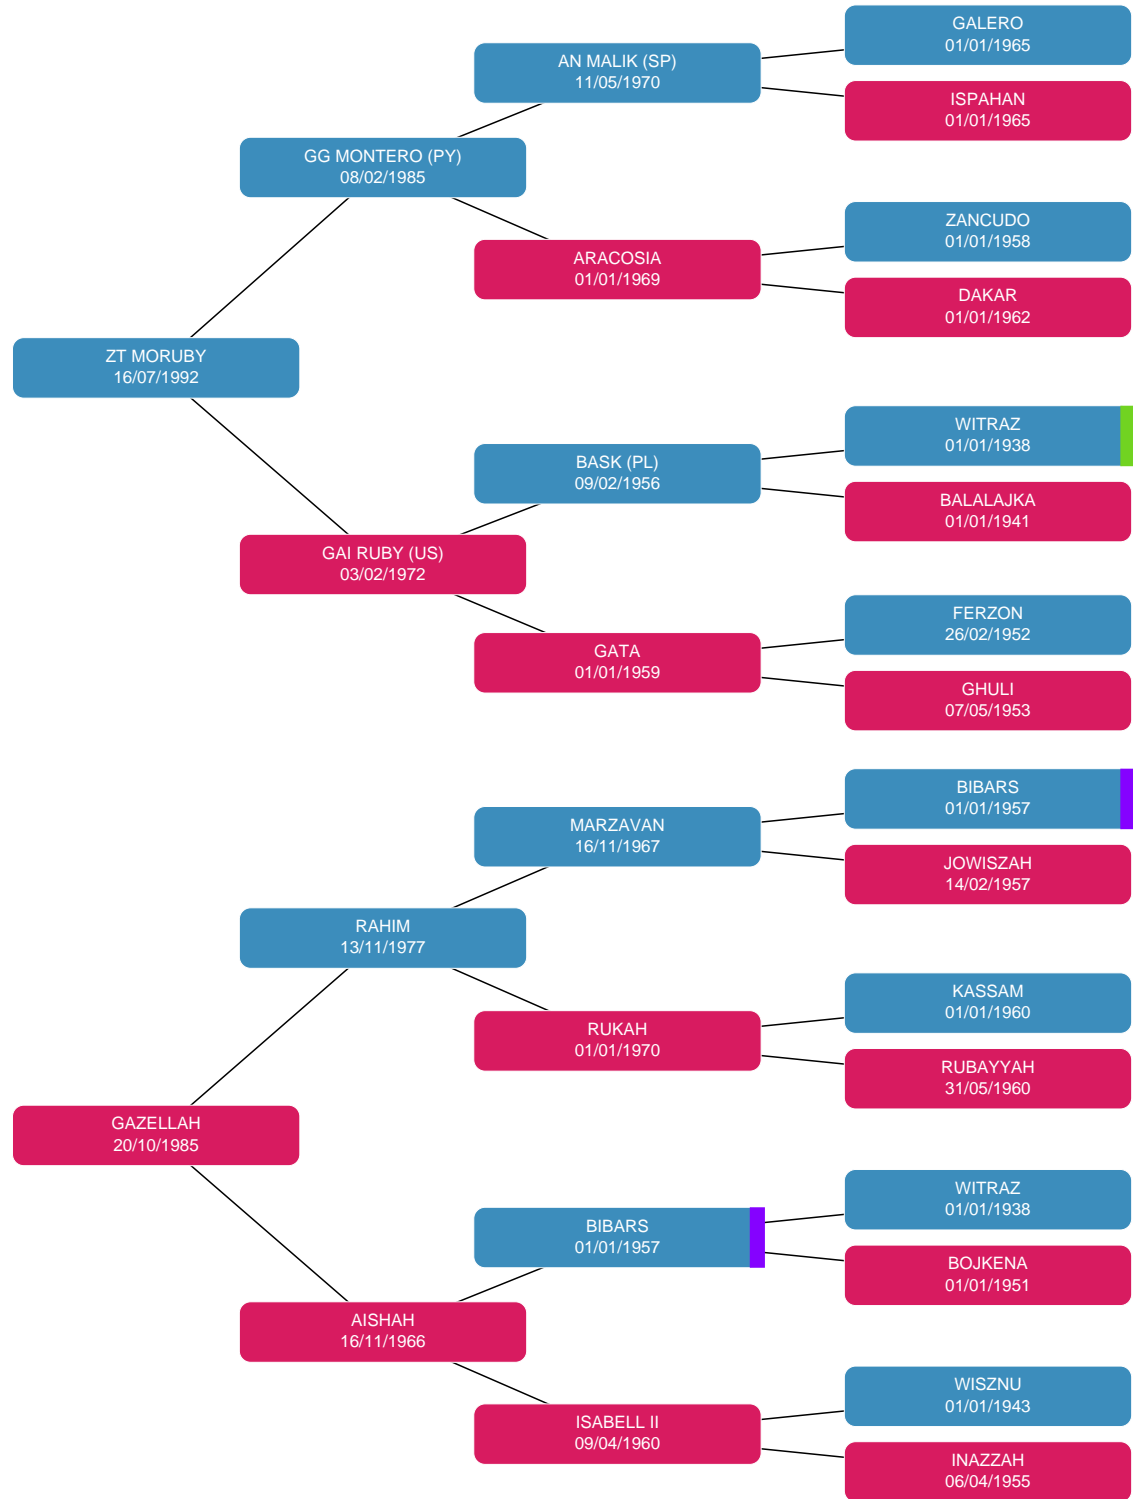 GALERO
01/01/1965
AN MALIK (SP)
11/05/1970
ISPAHAN
01/01/1965
GG MONTERO (PY)
08/02/1985
ZANCUDO
01/01/1958
ARACOSIA
01/01/1969
DAKAR
01/01/1962
ZT MORUBY
16/07/1992
WITRAZ
01/01/1938
BASK (PL)
09/02/1956
BALALAJKA
01/01/1941
GAI RUBY (US)
03/02/1972
FERZON
26/02/1952
GATA
01/01/1959
GHULI
07/05/1953
BIBARS
01/01/1957
MARZAVAN
16/11/1967
JOWISZAH
14/02/1957
RAHIM
13/11/1977
KASSAM
01/01/1960
RUKAH
01/01/1970
RUBAYYAH
31/05/1960
GAZELLAH
20/10/1985
WITRAZ
01/01/1938
BIBARS
01/01/1957
BOJKENA
01/01/1951
AISHAH
16/11/1966
WISZNU
01/01/1943
ISABELL II
09/04/1960
INAZZAH
06/04/1955